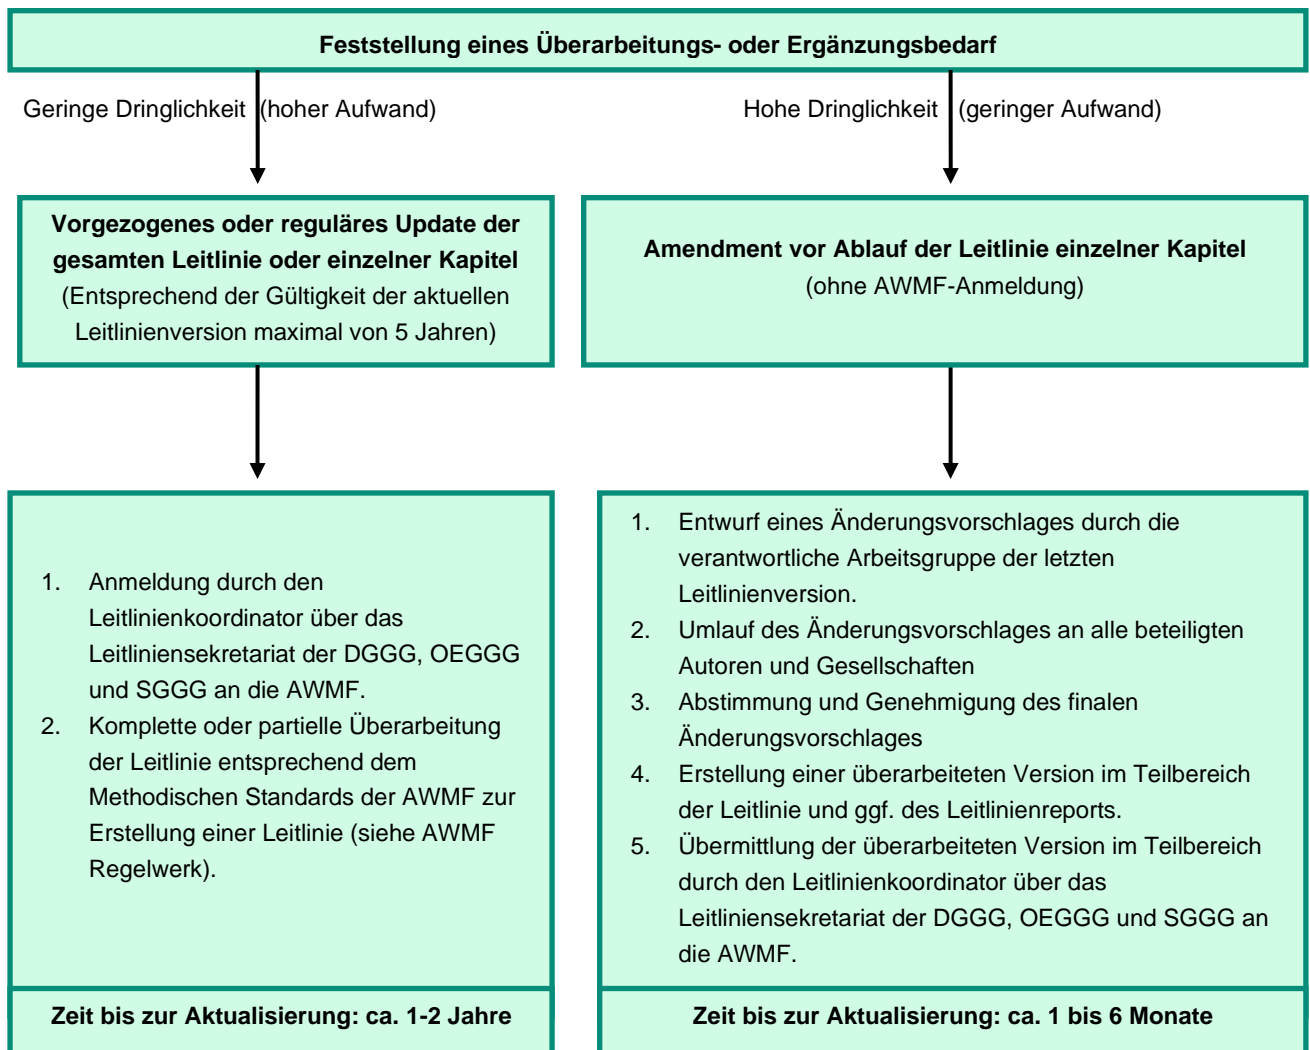 Feststellung eines Überarbeitungs- oder Ergänzungsbedarf
Geringe Dringlichkeit (hoher Aufwand)
Hohe Dringlichkeit (geringer Aufwand)
Vorgezogenes oder reguläres Update der
gesamten Leitlinie oder einzelner Kapitel
(Entsprechend der Gültigkeit der aktuellen
Leitlinienversion maximal von 5 Jahren)
Amendment vor Ablauf der Leitlinie einzelner Kapitel
(ohne AWMF-Anmeldung)
1. Anmeldung durch den
Leitlinienkoordinator über das
Leitliniensekretariat der DGGG, OEGGG
und SGGG an die AWMF.
2. Komplette oder partielle Überarbeitung
der Leitlinie entsprechend dem
Methodischen Standards der AWMF zur
Erstellung einer Leitlinie (siehe AWMF
Regelwerk).
Zeit bis zur Aktualisierung: ca. 1-2 Jahre
1. Entwurf eines Änderungsvorschlages durch die
verantwortliche Arbeitsgruppe der letzten
Leitlinienversion.
2. Umlauf des Änderungsvorschlages an alle beteiligten
Autoren und Gesellschaften
3. Abstimmung und Genehmigung des finalen
Änderungsvorschlages
4. Erstellung einer überarbeiteten Version im Teilbereich
der Leitlinie und ggf. des Leitlinienreports.
5. Übermittlung der überarbeiteten Version im Teilbereich
durch den Leitlinienkoordinator über das
Leitliniensekretariat der DGGG, OEGGG und SGGG an
die AWMF.
Zeit bis zur Aktualisierung: ca. 1 bis 6 Monate